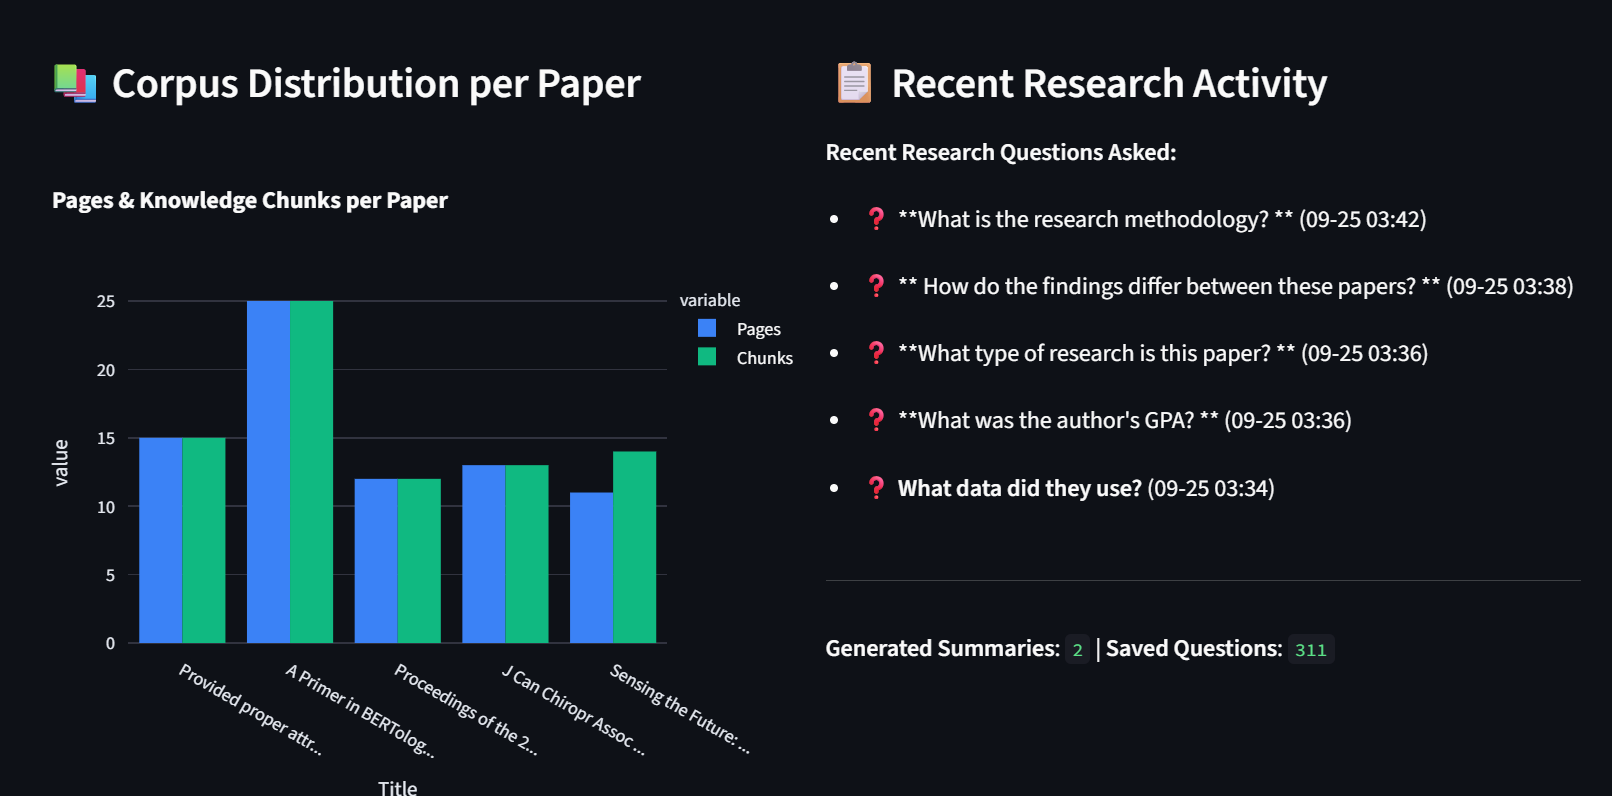 Corpus Distribution per Paper
Pages & Knowledge Chunks per Paper
25
20
15
10
5
0
value
variable
Pages
Chunks
Provided proper attr...
A Primer in BERTolog...
Proceedings of the 2...
J Can Chiropr Assoc ...
Sensing the Future: ...
Title
Recent Research Activity
Recent Research Questions Asked:
• ❓ **What is the research methodology? ** (09-25 03:42)
• ❓ ** How do the findings differ between these papers? ** (09-25 03:38)
• ❓ **What type of research is this paper? ** (09-25 03:36)
• ❓ **What was the author's GPA? ** (09-25 03:36)
• ❓ What data did they use? (09-25 03:34)
Generated Summaries: 2 | Saved Questions: 311